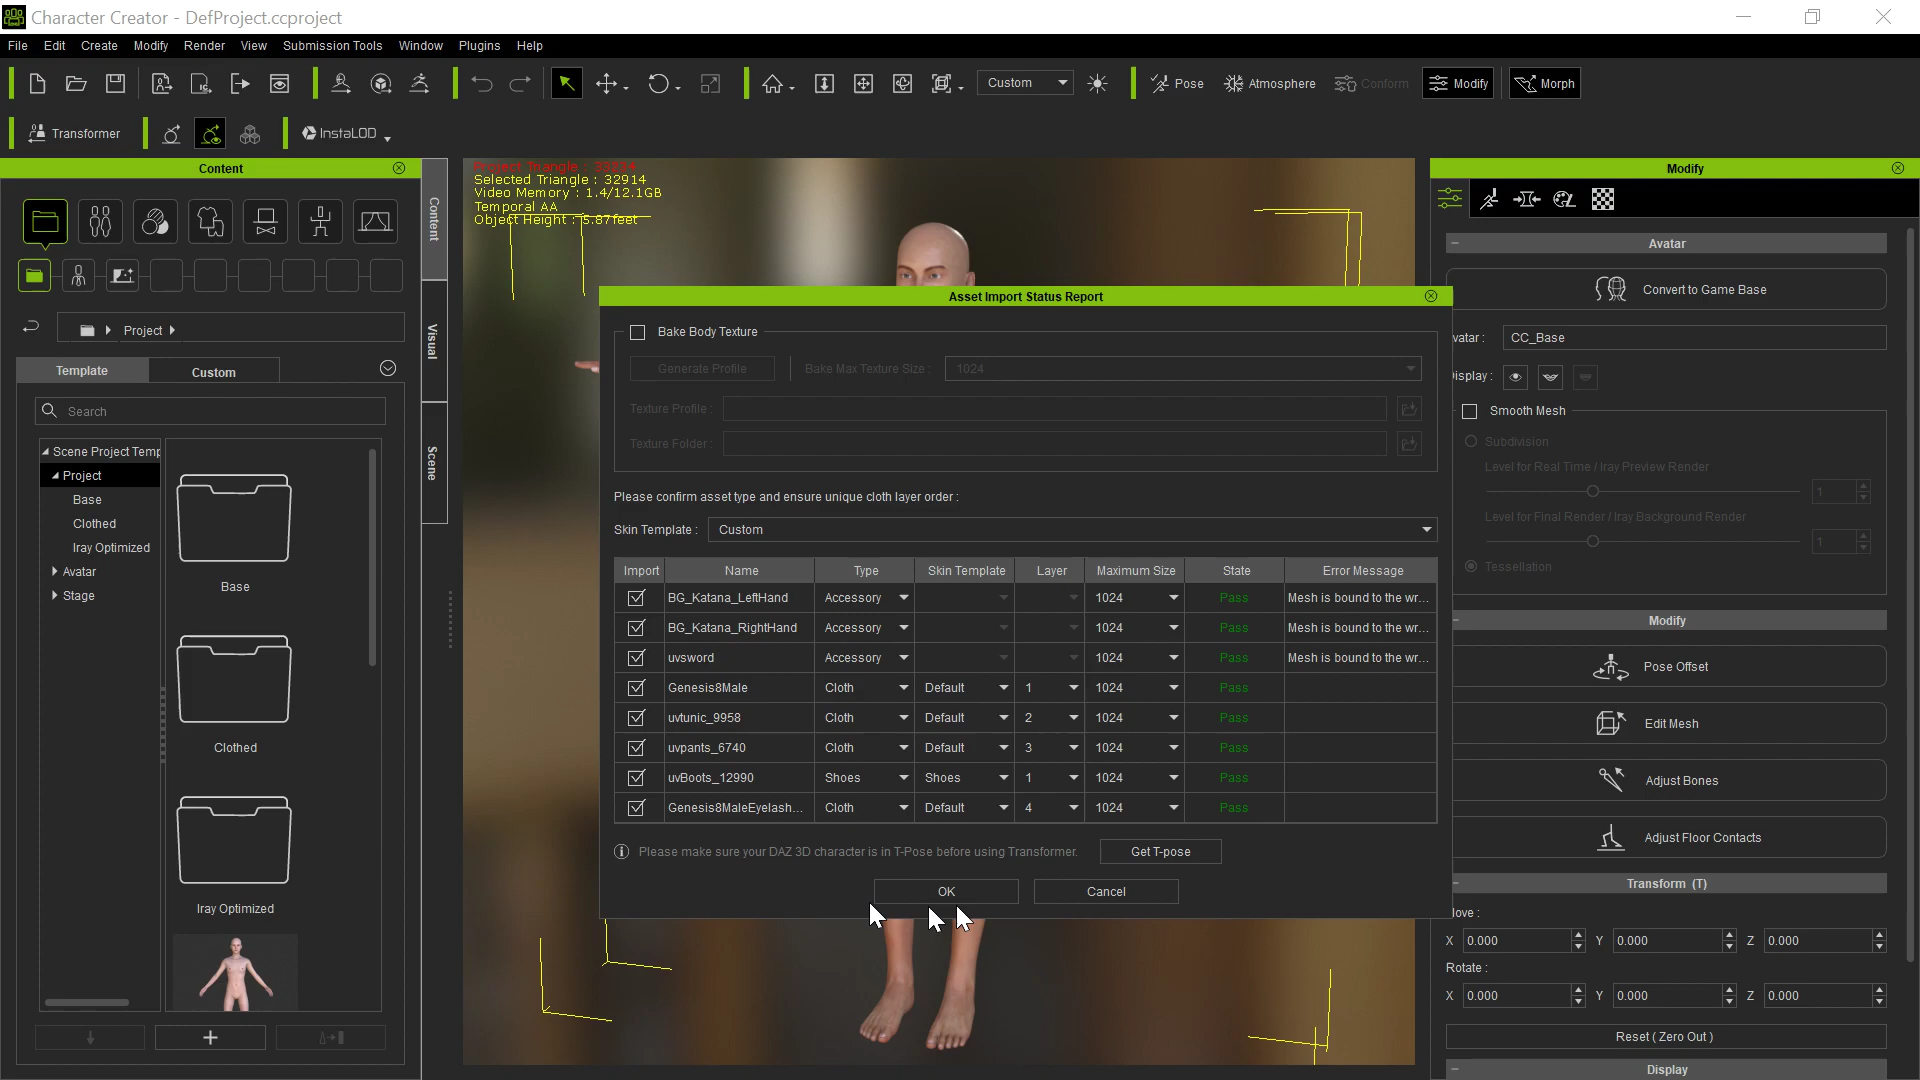 Character Creator - DefProject.ccproject
File Edit Create Modify Render View Submission Tools Window Plugins Help
Custom Pose Atmosphere Conform Modify Morph
Transformer InstaLOD
Content
Content
Visual
Scene
Project
Template Custom
Search
Scene Project Temp
Project
Base
Clothed
Iray Optimized
Avatar
Stage
Base
Clothed
Iray Optimized
Project Triangle : 33234
Selected Triangle : 32914
Video Memory : 1.4/12.1GB
Temporal AA
Object Height : 5.87feet
Asset Import Status Report
Bake Body Texture
Generate Profile Bake Max Texture Size : 1024
Texture Profile :
Texture Folder :
Please confirm asset type and ensure unique cloth layer order :
Skin Template : Custom
Import Name Type Skin Template Layer Maximum Size State Error Message
BG_Katana_LeftHand Accessory 1024 Pass Mesh is bound to the wr...
BG_Katana_RightHand Accessory 1024 Pass Mesh is bound to the wr...
uvsword Accessory 1024 Pass Mesh is bound to the wr...
Genesis8Male Cloth Default 1 1024 Pass
uvtunic_9958 Cloth Default 2 1024 Pass
uvpants_6740 Cloth Default 3 1024 Pass
uvBoots_12990 Shoes Shoes 1 1024 Pass
Genesis8MaleEyelash... Cloth Default 4 1024 Pass
Please make sure your DAZ 3D character is in T-Pose before using Transformer. Get T-pose
OK Cancel
Modify
Avatar
Convert to Game Base
vatar : CC_Base
isplay :
Smooth Mesh
Subdivision
Level for Real Time / Iray Preview Render
1
Level for Final Render / Iray Background Render
1
Tessellation
Modify
Pose Offset
Edit Mesh
Adjust Bones
Adjust Floor Contacts
Transform (T)
ove :
X 0.000 Y 0.000 Z 0.000
Rotate :
X 0.000 Y 0.000 Z 0.000
Reset ( Zero Out )
Display